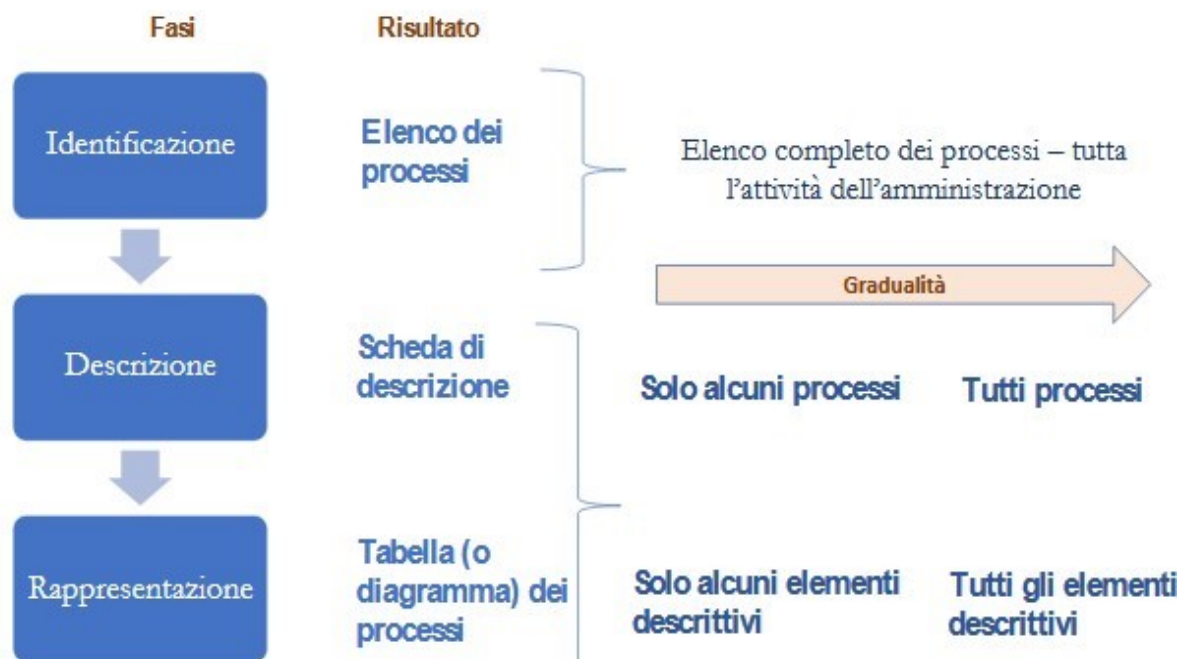 Fasi
Risultato
Identificazione
Elenco dei
processi
Elenco completo dei processi – tutta
l'attività dell'amministrazione
Gradualità
Descrizione
Scheda di
descrizione
Solo alcuni processi
Tutti processi
Rappresentazione
Tabella (o
diagramma) dei
processi
Solo alcuni elementi
descrittivi
Tutti gli elementi
descrittivi